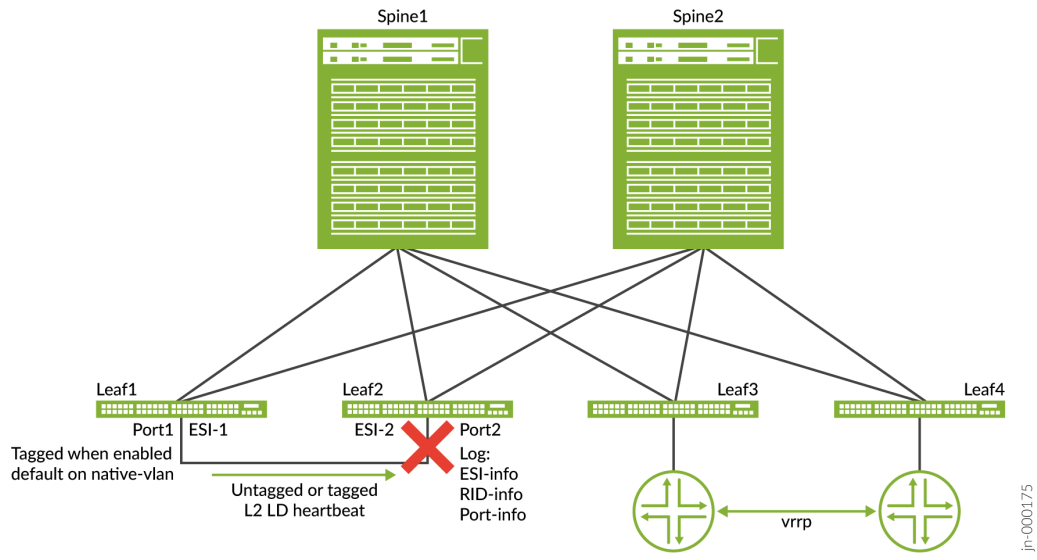 Spine1
Spine2
Leaf1
Leaf2
Leaf3
Leaf4
Port1
ESI-1
ESI-2
Port2
Tagged when enabled
default on native-vlan
Untagged or tagged
L2 LD heartbeat
Log:
ESI-info
RID-info
Port-info
vrrp
jn-000175